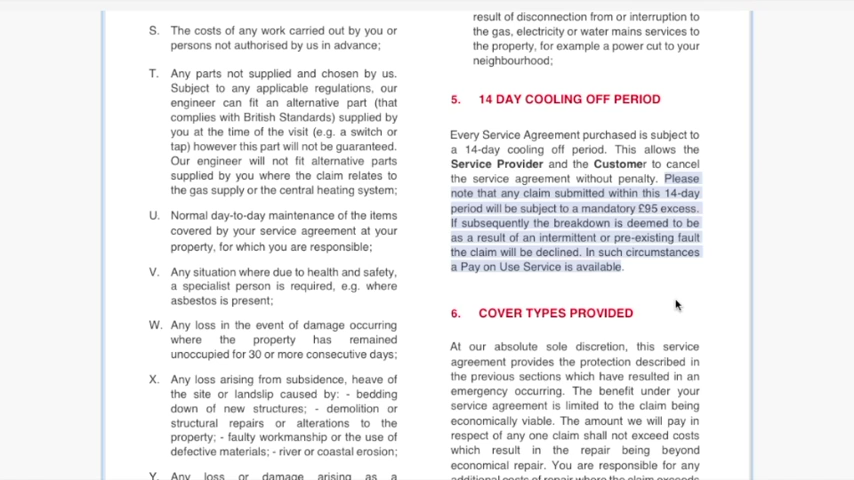 S. The costs of any work carried out by you or
persons not authorised by us in advance;
T. Any parts not supplied and chosen by us.
Subject to any applicable regulations, our
engineer can fit an alternative part (that
complies with British Standards) supplied by
you at the time of the visit (e.g. a switch or
tap) however this part will not be guaranteed.
Our engineer will not fit alternative parts
supplied by you where the claim relates to
the gas supply or the central heating system;
U. Normal day-to-day maintenance of the items
covered by your service agreement at your
property, for which you are responsible;
V. Any situation where due to health and safety,
a specialist person is required, e.g. where
asbestos is present;
W. Any loss in the event of damage occurring
where the property has remained
unoccupied for 30 or more consecutive days;
X. Any loss arising from subsidence, heave of
the site or landslip caused by: - bedding
down of new structures; - demolition or
structural repairs or alterations to the
property; - faulty workmanship or the use of
defective materials; - river or coastal erosion;
Y. Any loss or damage arising as a
result of disconnection from or interruption to
the gas, electricity or water mains services to
the property, for example a power cut to your
neighbourhood;
5. 14 DAY COOLING OFF PERIOD
Every Service Agreement purchased is subject to
a 14-day cooling off period. This allows the
Service Provider and the Customer to cancel
the service agreement without penalty. Please
note that any claim submitted within this 14-day
period will be subject to a mandatory £95 excess.
If subsequently the breakdown is deemed to be
as a result of an intermittent or pre-existing fault
the claim will be declined. In such circumstances
a Pay on Use Service is available.
6. COVER TYPES PROVIDED
At our absolute sole discretion, this service
agreement provides the protection described in
the previous sections which have resulted in an
emergency occurring. The benefit under your
service agreement is limited to the claim being
economically viable. The amount we will pay in
respect of any one claim shall not exceed costs
which result in the repair being beyond
economical repair. You are responsible for any
additional costs of repair where the claim exceeds